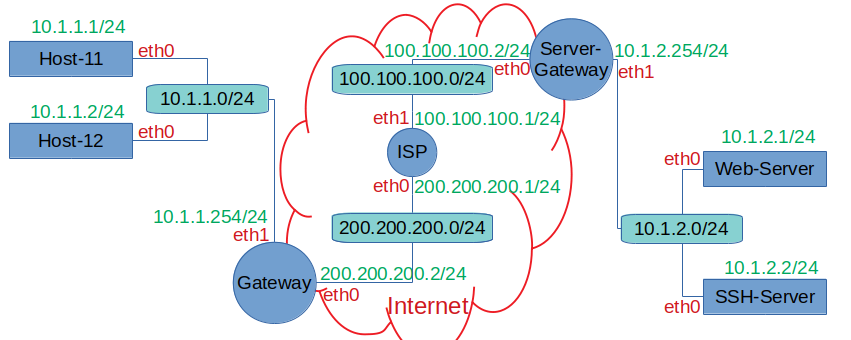 10.1.1.1/24
Host-11
eth0
10.1.1.0/24
10.1.1.2/24
Host-12
eth0
10.1.1.254/24
eth1
Gateway
200.200.200.2/24
eth0
100.100.100.2/24
eth0
100.100.100.0/24
eth1
100.100.100.1/24
ISP
eth0
200.200.200.1/24
200.200.200.0/24
Internet
Server-
Gateway
10.1.2.254/24
eth1
10.1.2.1/24
eth0
Web-Server
10.1.2.0/24
10.1.2.2/24
eth0
SSH-Server